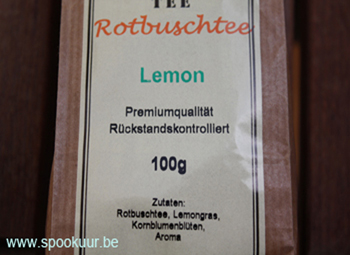 TEE
Rotbuschtee
Lemon
Premiumqualität
Rückstandskontrolliert
100g
Zutaten:
Rotbuschtee, Lemongras,
Kornblumenblüten,
Aroma
www.spookuur.be